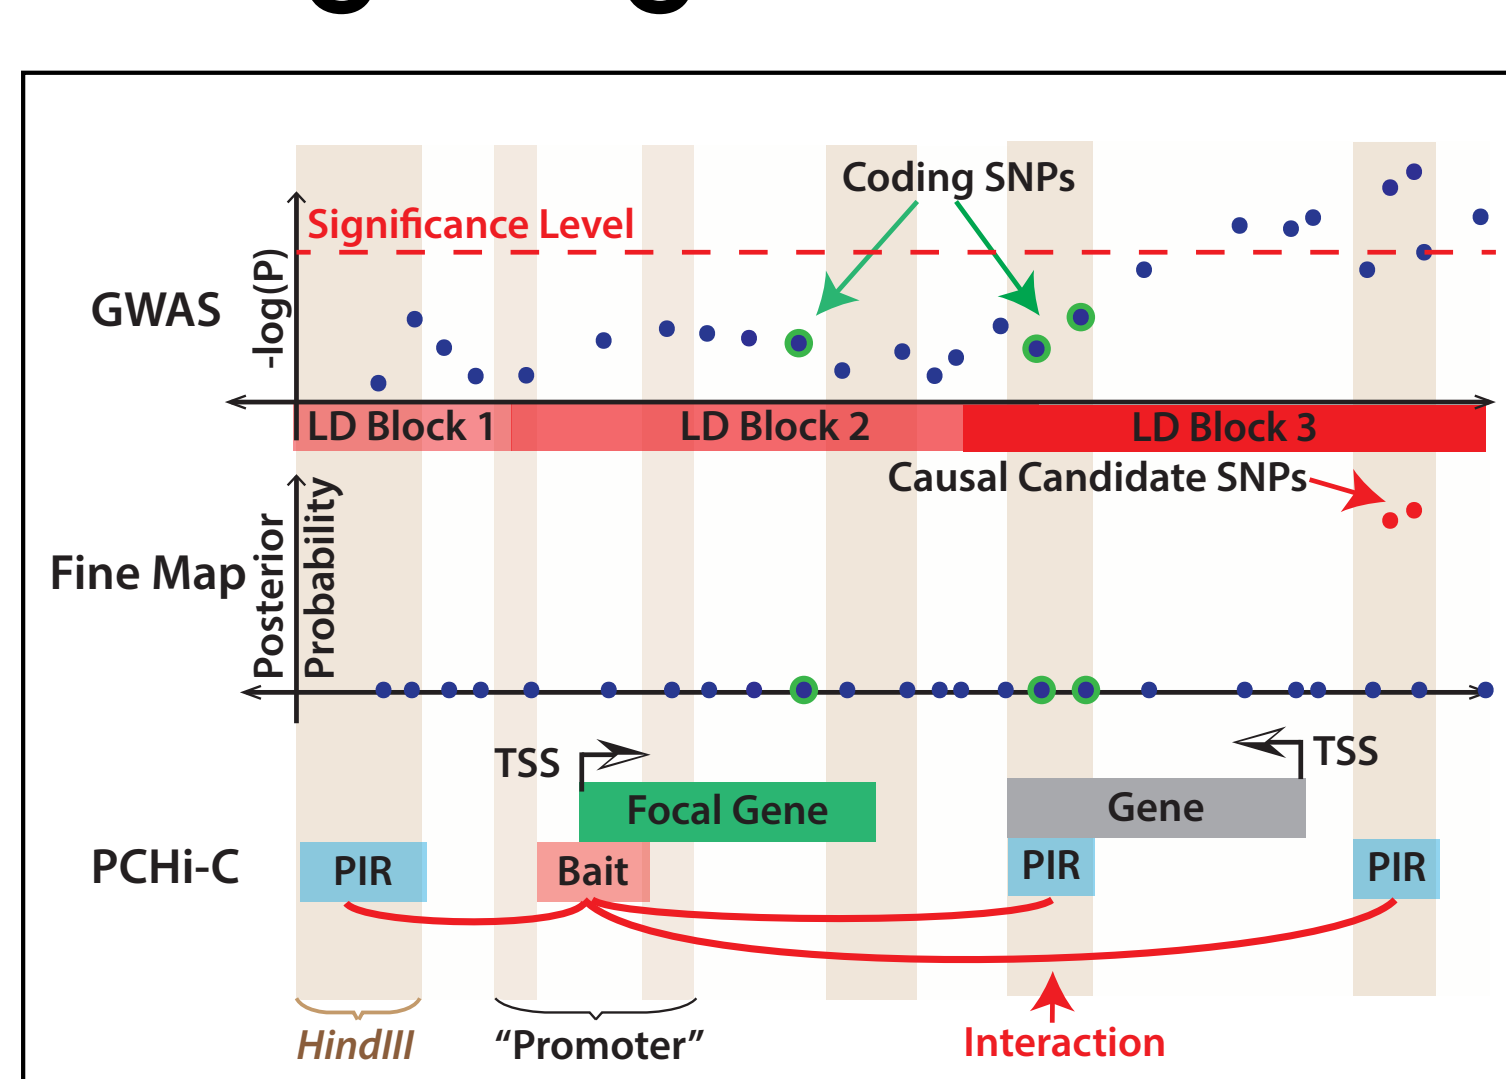 Coding SNPs
Significance Level
GWAS
-log(P)
LD Block 1
LD Block 2
LD Block 3
Causal Candidate SNPs
Fine Map
Posterior
Probability
TSS
TSS
Focal Gene
Gene
PCHi-C
PIR
Bait
PIR
PIR
HindIII
“Promoter”
Interaction